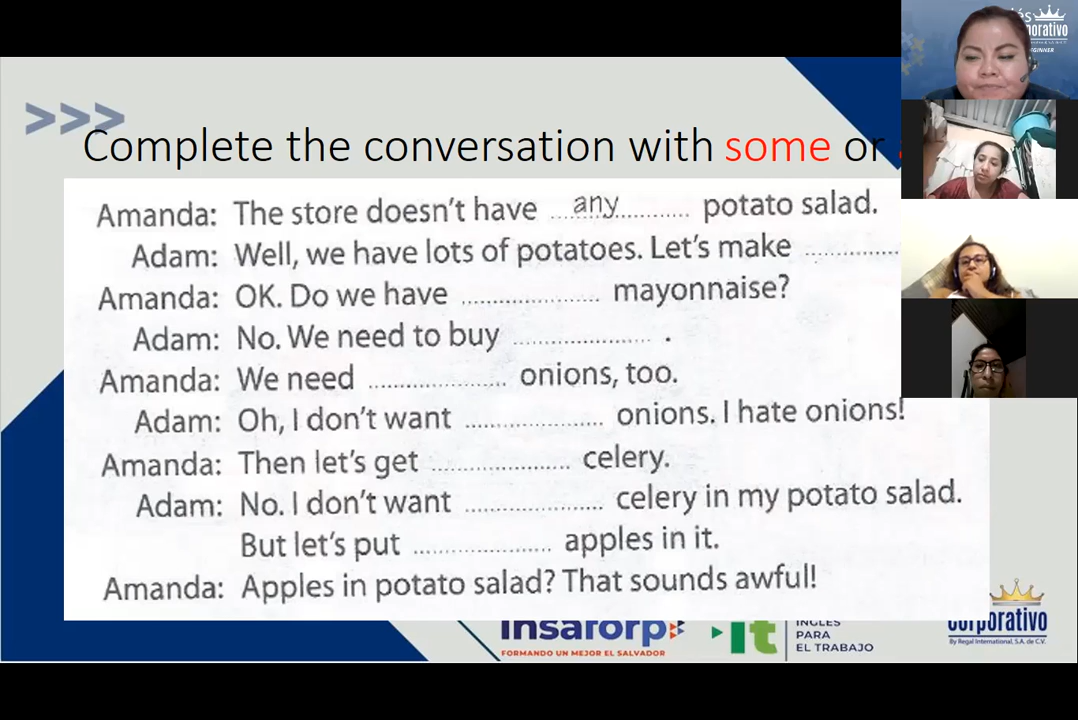 >>>
Complete the conversation with some or
Amanda: The store doesn't have ...any............ potato salad.
Adam: Well, we have lots of potatoes. Let's make ...............
Amanda: OK. Do we have ...................... mayonnaise?
Adam: No. We need to buy ...................... .
Amanda: We need ...................... onions, too.
Adam: Oh, I don't want ...................... onions. I hate onions!
Amanda: Then let's get ...................... celery.
Adam: No. I don't want ...................... celery in my potato salad.
But let's put ...................... apples in it.
Amanda: Apples in potato salad? That sounds awful!
insaforp
FORMANDO UN MEJOR EL SALVADOR
It
INGLÉS
PARA
EL TRABAJO
Corporativo
By Regal International, S.A. de C.V.